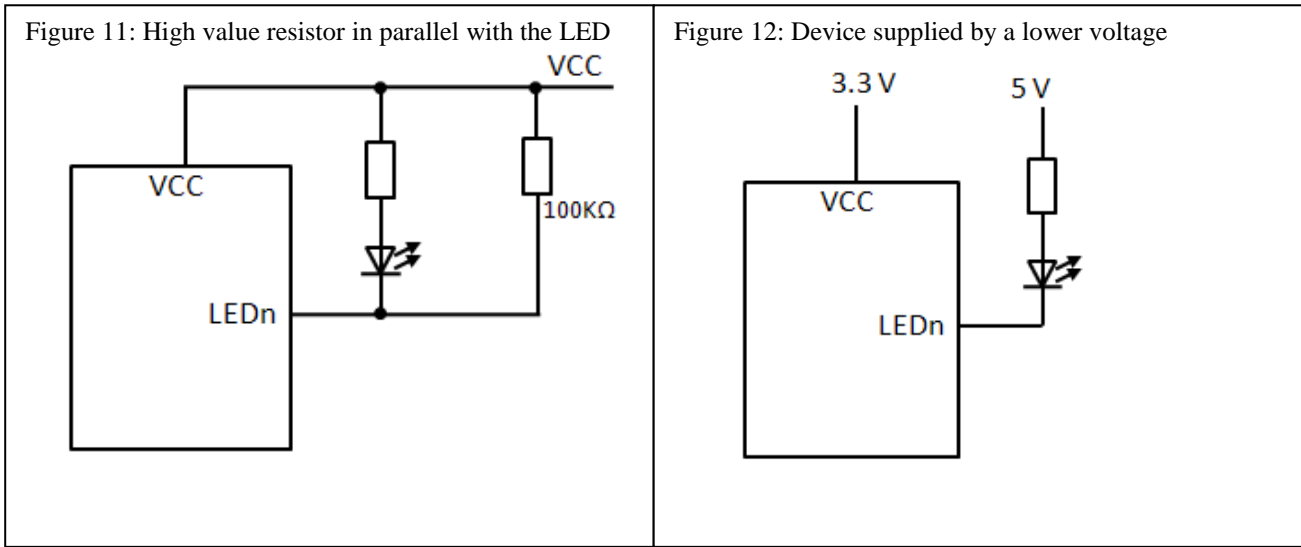 Figure 11: High value resistor in parallel with the LED
VCC
VCC
100KΩ
LEDn
Figure 12: Device supplied by a lower voltage
3.3 V
5 V
VCC
LEDn